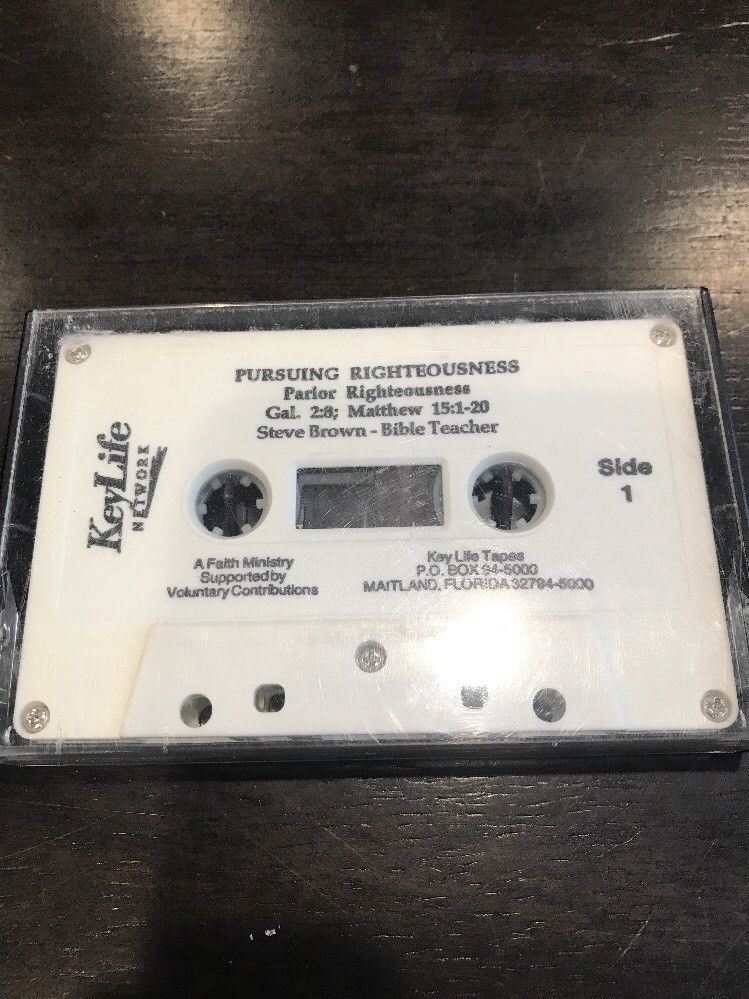 PURSUING RIGHTEOUSNESS
Parlor Righteousness
Gal. 2:8; Matthew 15:1-20
Steve Brown - Bible Teacher
KeyLife
NETWORK
Side
1
A Faith Ministry
Supported by
Voluntary Contributions
Key Life Tapes
P.O. BOX 94-5000
MAITLAND, FLORIDA 32794-5000